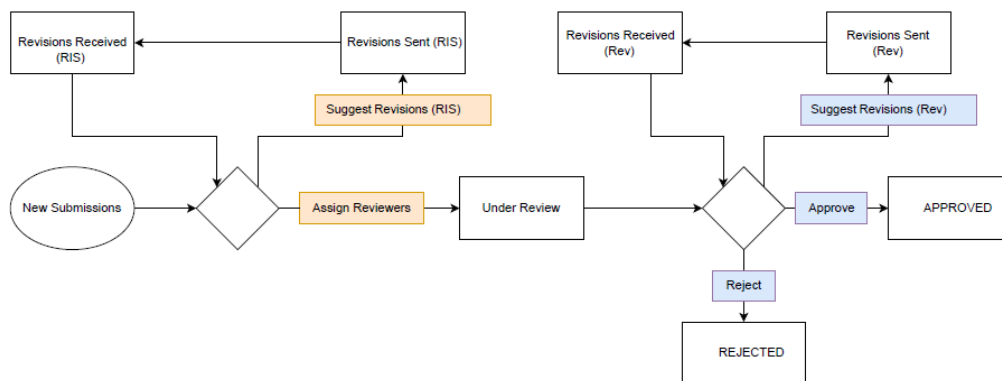 Revisions Received
(RIS)
Revisions Sent (RIS)
Revisions Received
(Rev)
Revisions Sent
(Rev)
Suggest Revisions (RIS)
Suggest Revisions (Rev)
New Submissions
Assign Reviewers
Under Review
Approve
APPROVED
Reject
REJECTED